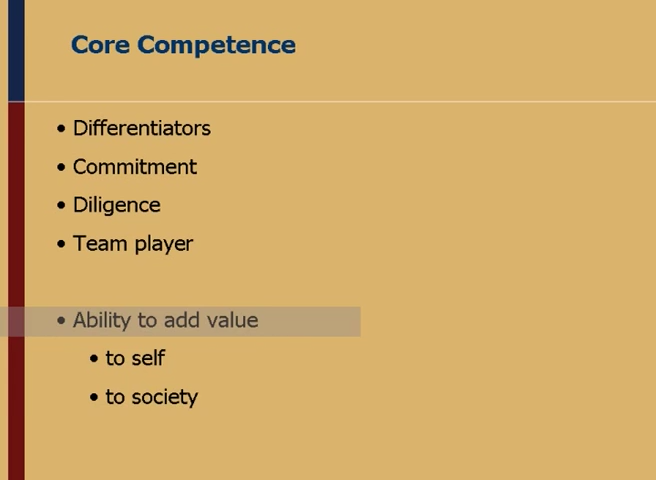 Core Competence
• Differentiators
• Commitment
• Diligence
• Team player
• Ability to add value
• to self
• to society